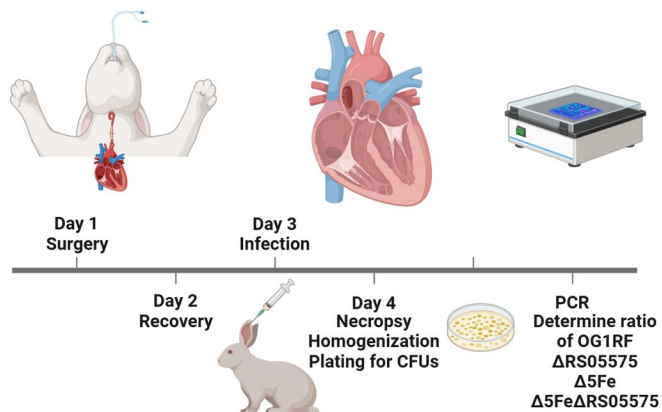 Day 1
Surgery
Day 2
Recovery
Day 3
Infection
Day 4
Necropsy
Homogenization
Plating for CFUs
PCR
Determine ratio
of OG1RF
ΔRS05575
Δ5Fe
Δ5FeΔRS05575